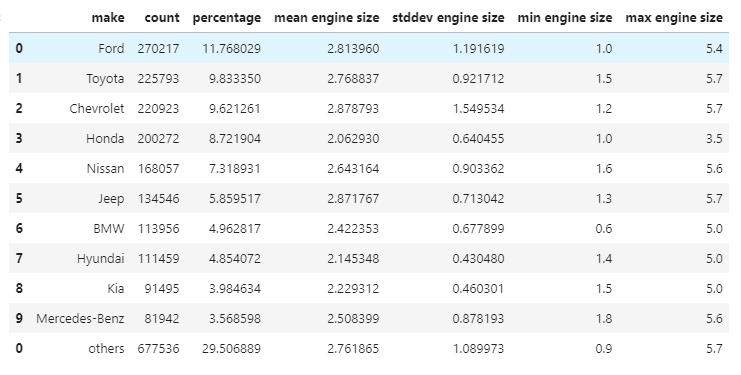 make count percentage mean engine size stddev engine size min engine size max engine size
0 Ford 270217 11.768029 2.813960 1.191619 1.0 5.4
1 Toyota 225793 9.833350 2.768837 0.921712 1.5 5.7
2 Chevrolet 220923 9.621261 2.878793 1.549534 1.2 5.7
3 Honda 200272 8.721904 2.062930 0.640455 1.0 3.5
4 Nissan 168057 7.318931 2.643164 0.903362 1.6 5.6
5 Jeep 134546 5.859517 2.871767 0.713042 1.3 5.7
6 BMW 113956 4.962817 2.422353 0.677899 0.6 5.0
7 Hyundai 111459 4.854072 2.145348 0.430480 1.4 5.0
8 Kia 91495 3.984634 2.229312 0.460301 1.5 5.0
9 Mercedes-Benz 81942 3.568598 2.508399 0.878193 1.8 5.6
0 others 677536 29.506889 2.761865 1.089973 0.9 5.7